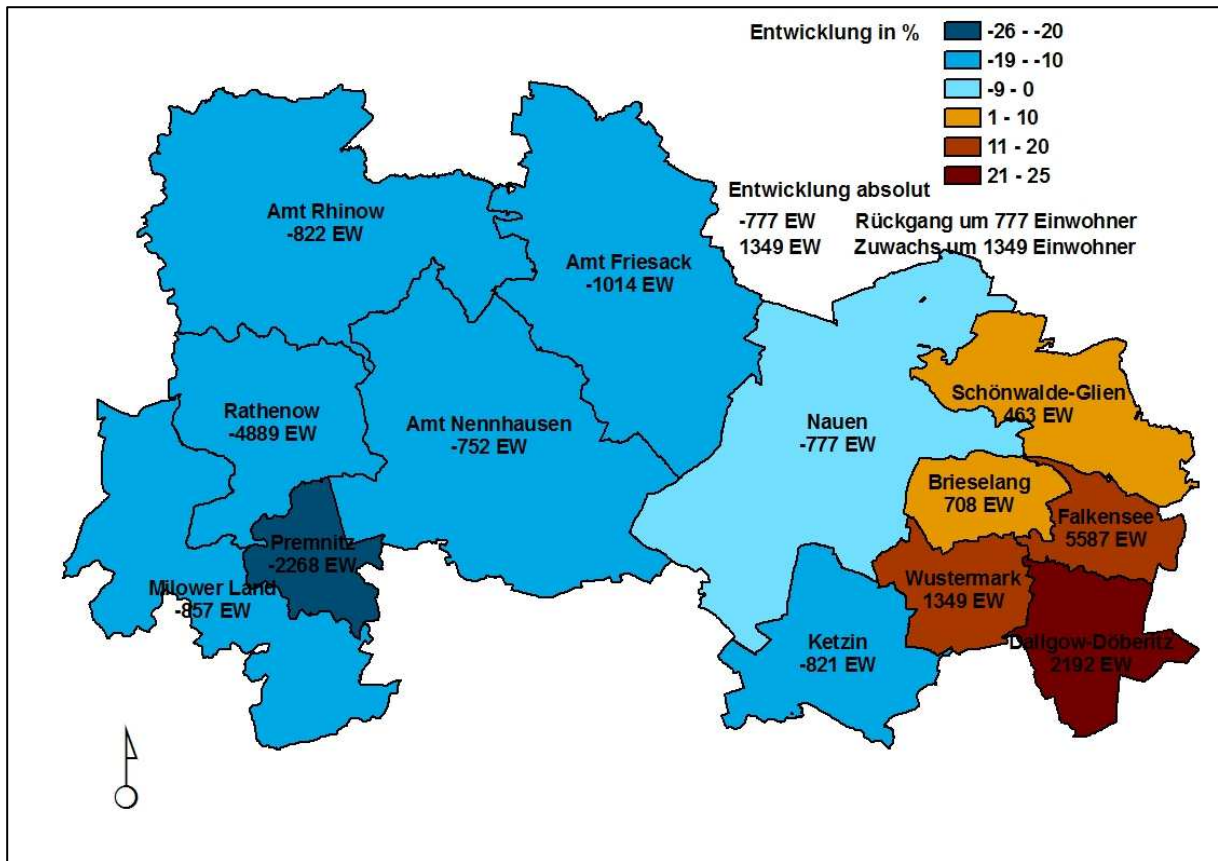 Entwicklung in %
-26 - -20
-19 - -10
-9 - 0
1 - 10
11 - 20
21 - 25
Entwicklung absolut
-777 EW Rückgang um 777 Einwohner
1349 EW Zuwachs um 1349 Einwohner
Amt Rhinow
-822 EW
Amt Friesack
-1014 EW
Schönwalde-Glien
463 EW
Rathenow
-4889 EW
Amt Nennhausen
-752 EW
Nauen
-777 EW
Brieselang
708 EW
Falkensee
5587 EW
Premnitz
-2268 EW
Milower Land
-857 EW
Wustermark
1349 EW
Ketzin
-821 EW
Dallgow-Döberitz
2192 EW